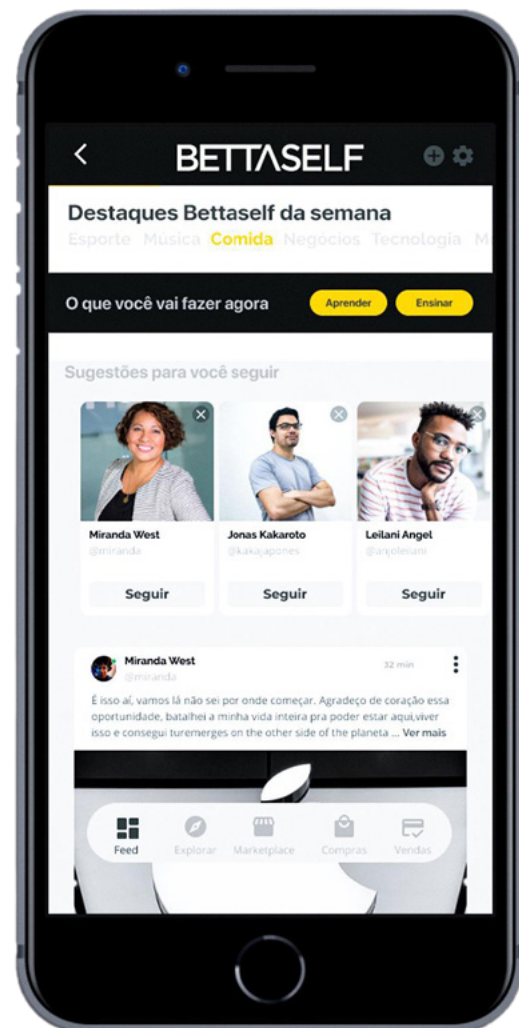 BETTΛSELF
Destaques Bettaself da semana
Esporte Música Comida Negócios Tecnologia M
O que você vai fazer agora Aprender Ensinar
Sugestões para você seguir
Miranda West Jonas Kakaroto Leilani Angel
@miranda @kakajapones @anjoleilani
Seguir Seguir Seguir
Miranda West 32 min
@miranda
É isso aí, vamos lá não sei por onde começar. Agradeço de coração essa
oportunidade, batalhei a minha vida inteira pra poder estar aqui,viver
isso e consegui turemerges on the other side of the planeta ... Ver mais
Feed Explorar Marketplace Compras Vendas